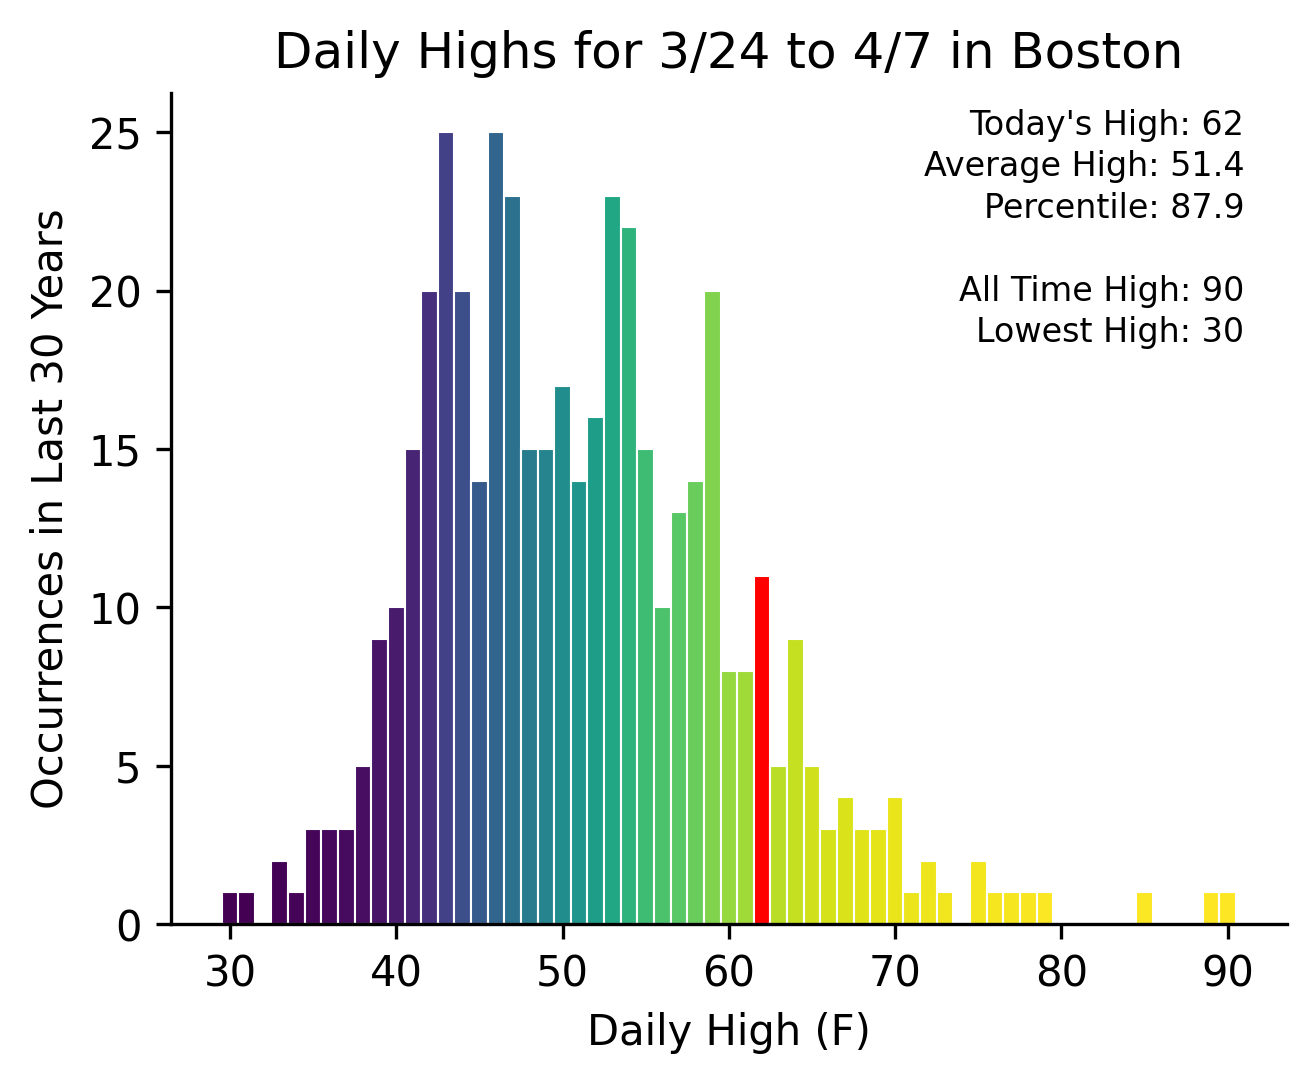 Daily Highs for 3/24 to 4/7 in Boston
Today's High: 62
Average High: 51.4
Percentile: 87.9
All Time High: 90
Lowest High: 30
Occurrences in Last 30 Years
25
20
15
10
5
0
30 40 50 60 70 80 90
Daily High (F)